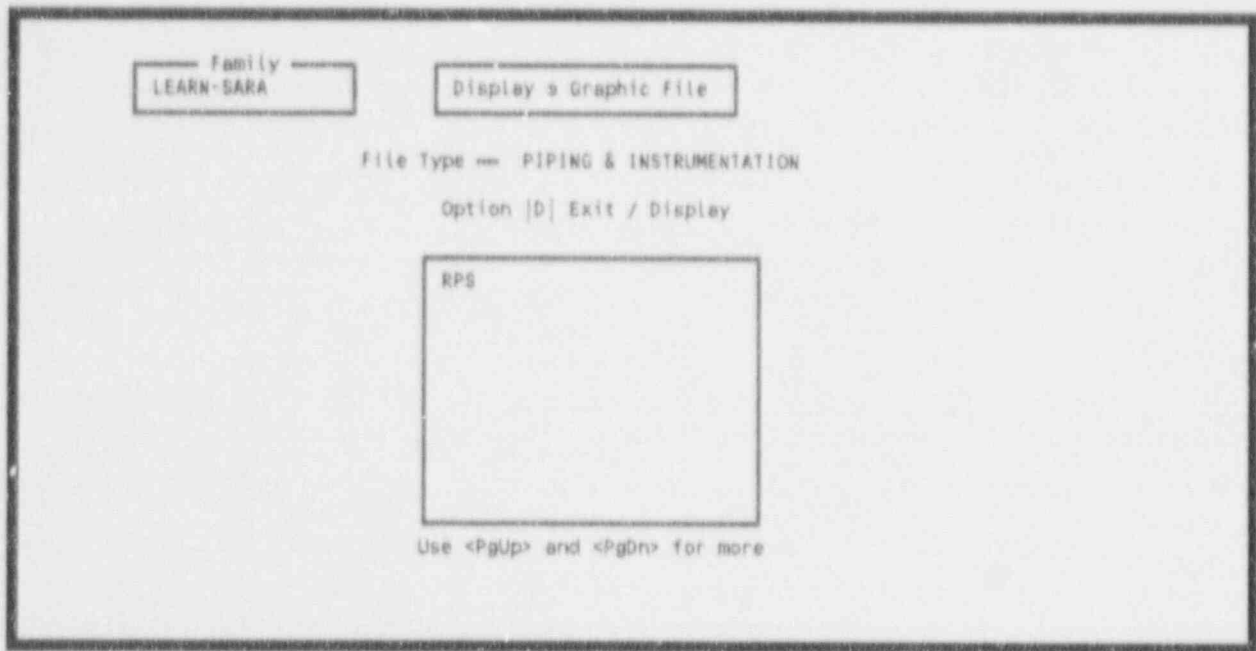 Family
LEARN-SARA
Display a Graphic File
File Type -- PIPING & INSTRUMENTATION
Option |D| Exit / Display
RPS
Use <PgUp> and <PgDn> for more